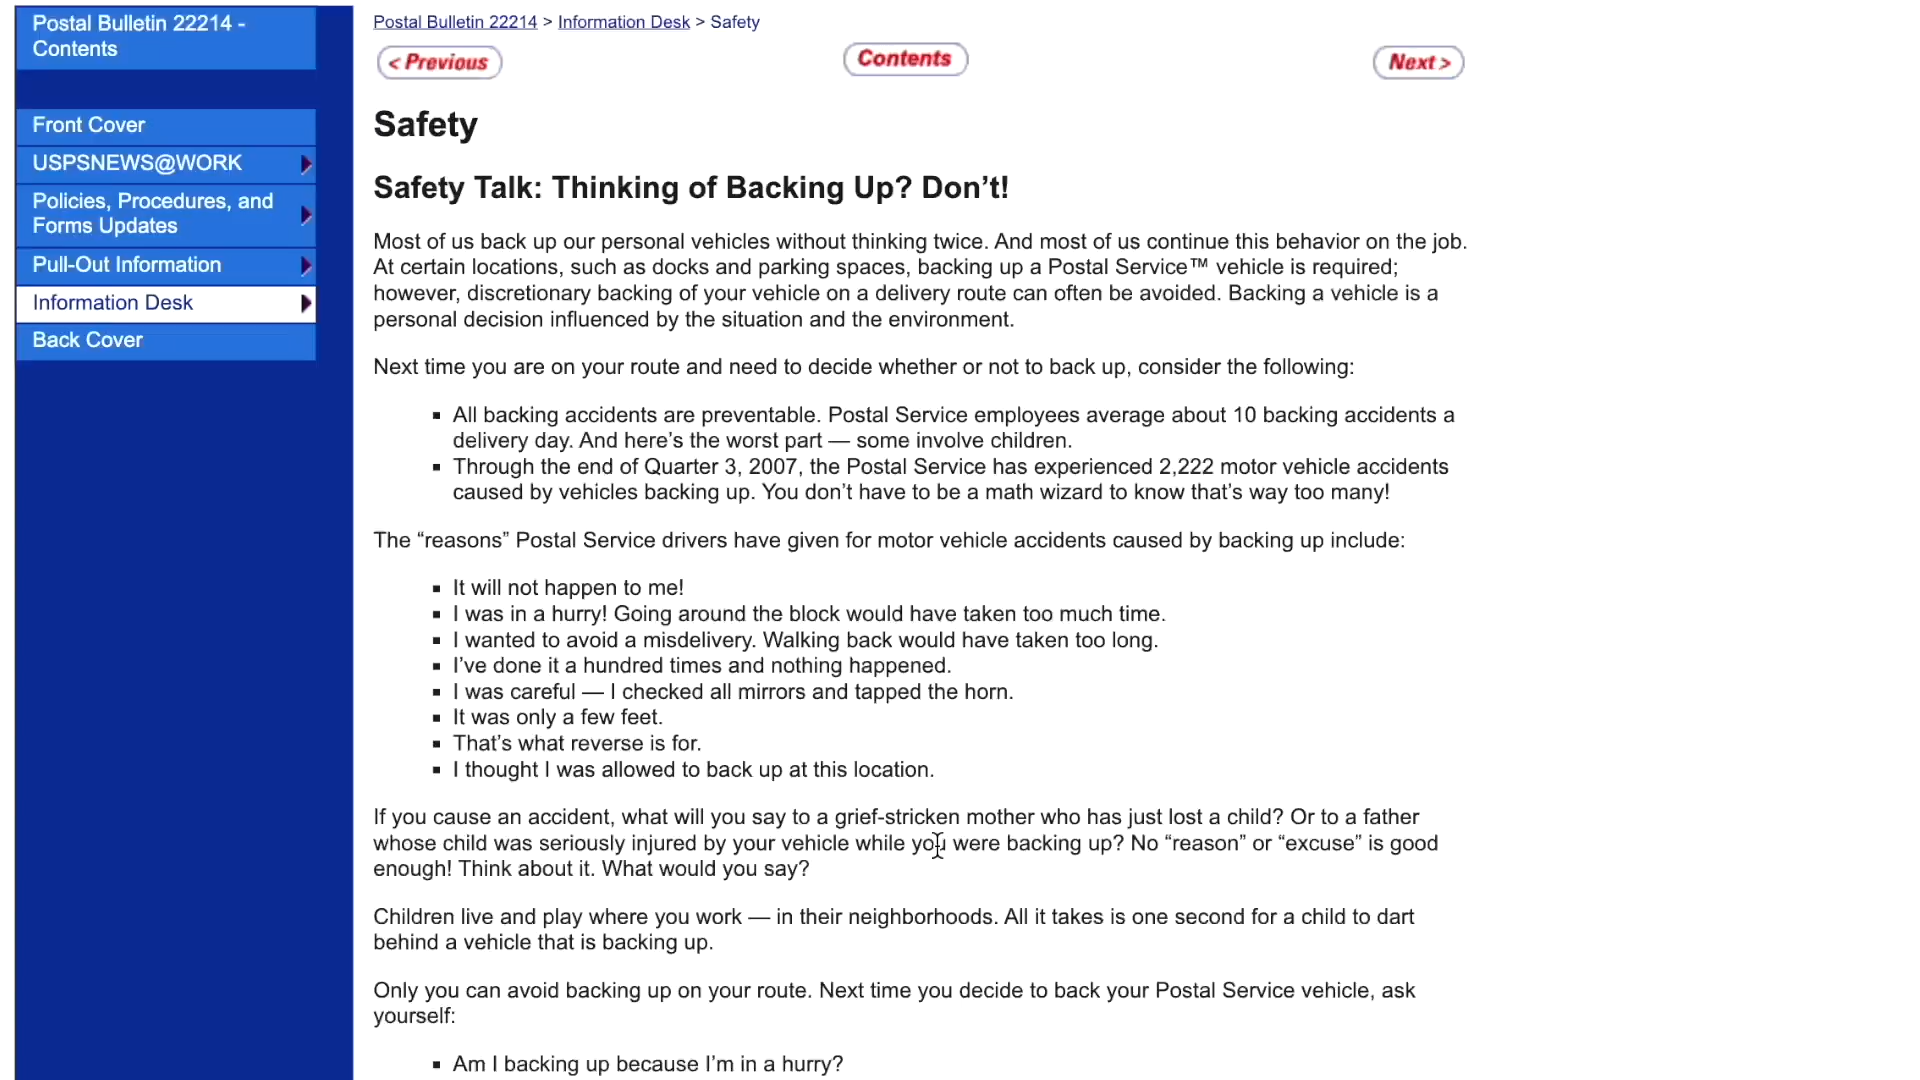 Postal Bulletin 22214 -
Contents
Front Cover
USPSNEWS@WORK
Policies, Procedures, and
Forms Updates
Pull-Out Information
Information Desk
Back Cover
Postal Bulletin 22214 > Information Desk > Safety
< Previous
Contents
Next >
Safety
Safety Talk: Thinking of Backing Up? Don’t!
Most of us back up our personal vehicles without thinking twice. And most of us continue this behavior on the job.
At certain locations, such as docks and parking spaces, backing up a Postal Service™ vehicle is required;
however, discretionary backing of your vehicle on a delivery route can often be avoided. Backing a vehicle is a
personal decision influenced by the situation and the environment.
Next time you are on your route and need to decide whether or not to back up, consider the following:
▪ All backing accidents are preventable. Postal Service employees average about 10 backing accidents a
delivery day. And here’s the worst part — some involve children.
▪ Through the end of Quarter 3, 2007, the Postal Service has experienced 2,222 motor vehicle accidents
caused by vehicles backing up. You don’t have to be a math wizard to know that’s way too many!
The “reasons” Postal Service drivers have given for motor vehicle accidents caused by backing up include:
▪ It will not happen to me!
▪ I was in a hurry! Going around the block would have taken too much time.
▪ I wanted to avoid a misdelivery. Walking back would have taken too long.
▪ I’ve done it a hundred times and nothing happened.
▪ I was careful — I checked all mirrors and tapped the horn.
▪ It was only a few feet.
▪ That’s what reverse is for.
▪ I thought I was allowed to back up at this location.
If you cause an accident, what will you say to a grief-stricken mother who has just lost a child? Or to a father
whose child was seriously injured by your vehicle while you were backing up? No “reason” or “excuse” is good
enough! Think about it. What would you say?
Children live and play where you work — in their neighborhoods. All it takes is one second for a child to dart
behind a vehicle that is backing up.
Only you can avoid backing up on your route. Next time you decide to back your Postal Service vehicle, ask
yourself:
▪ Am I backing up because I’m in a hurry?